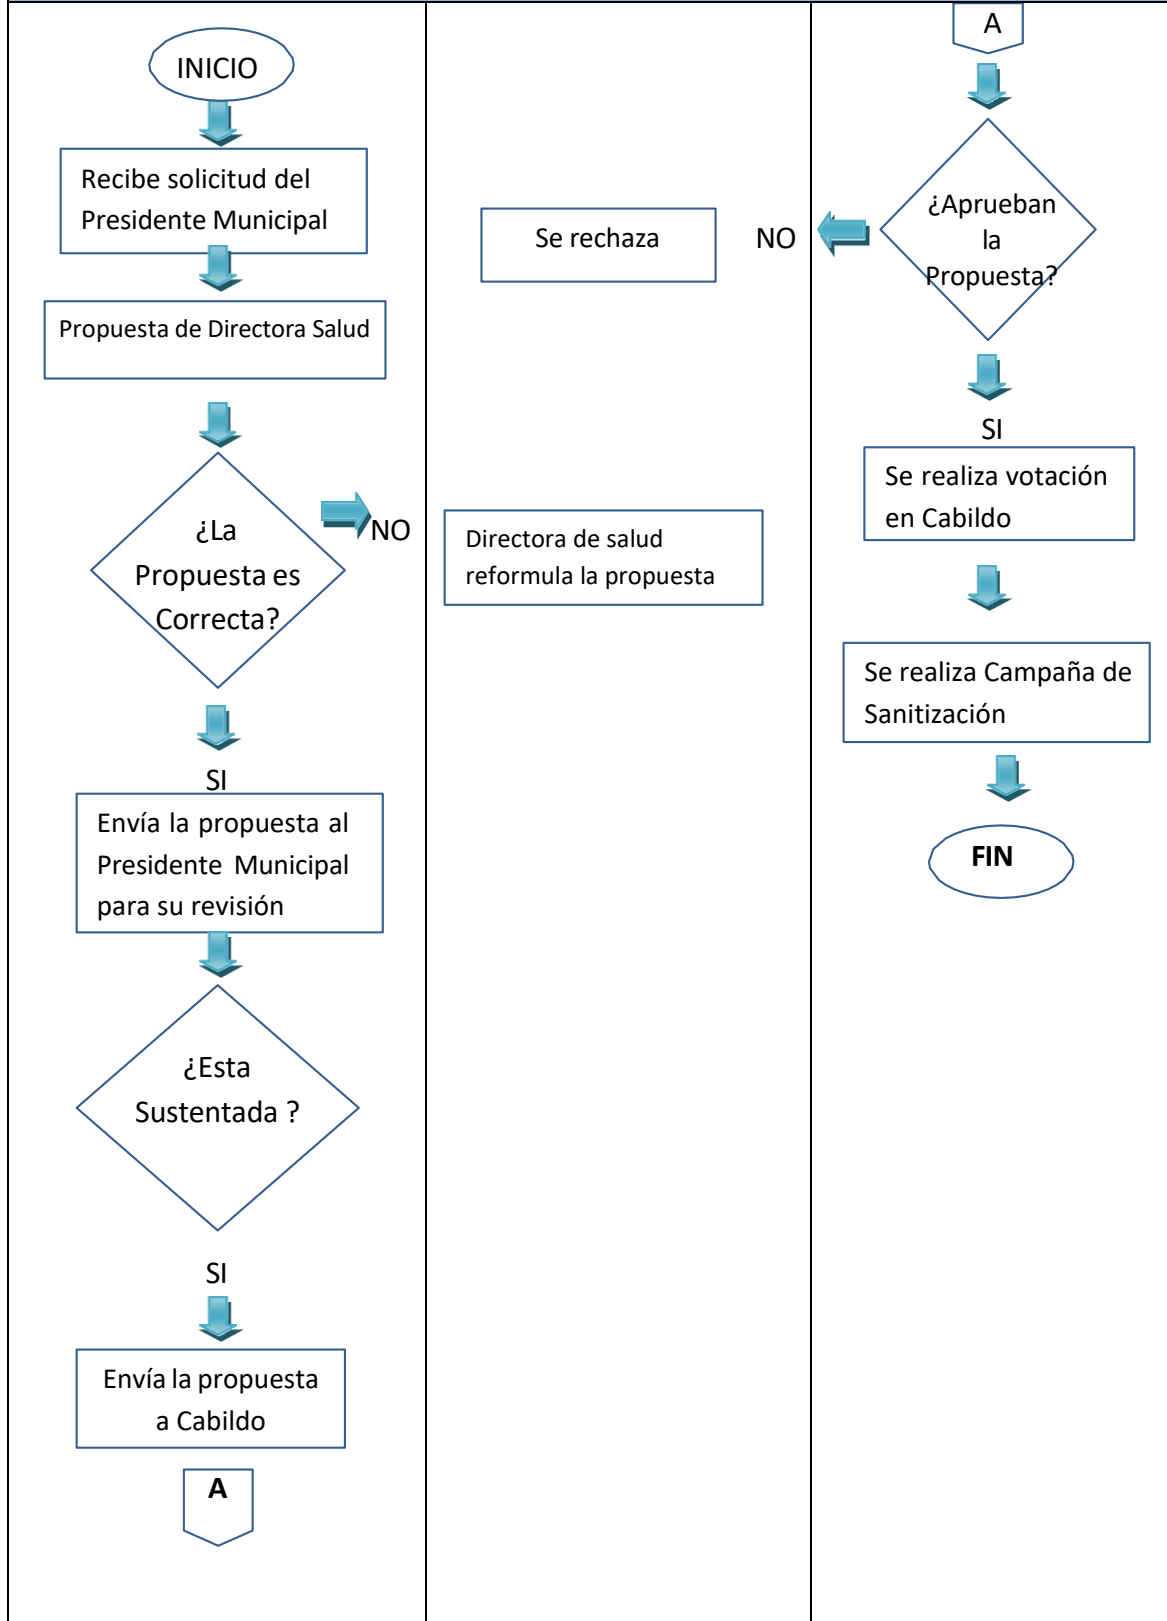 INICIO
Recibe solicitud del
Presidente Municipal
Propuesta de Directora Salud
¿La
Propuesta es
Correcta?
NO
SI
Envía la propuesta al
Presidente Municipal
para su revisión
¿Esta
Sustentada ?
SI
Envía la propuesta
a Cabildo
A
Se rechaza
NO
Directora de salud
reformula la propuesta
A
¿Aprueban
la
Propuesta?
SI
Se realiza votación
en Cabildo
Se realiza Campaña de
Sanitización
FIN